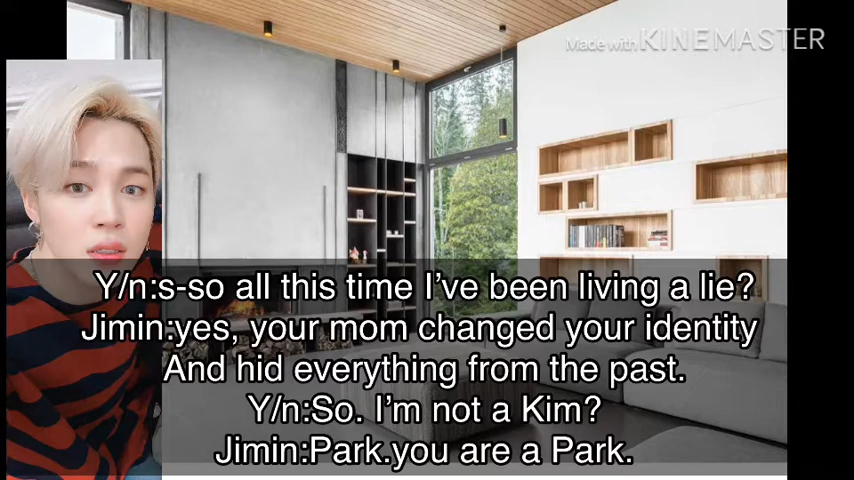 Made with KINEMASTER
Y/n:s-so all this time I've been living a lie?
Jimin:yes, your mom changed your identity
And hid everything from the past.
Y/n:So. I'm not a Kim?
Jimin:Park.you are a Park.